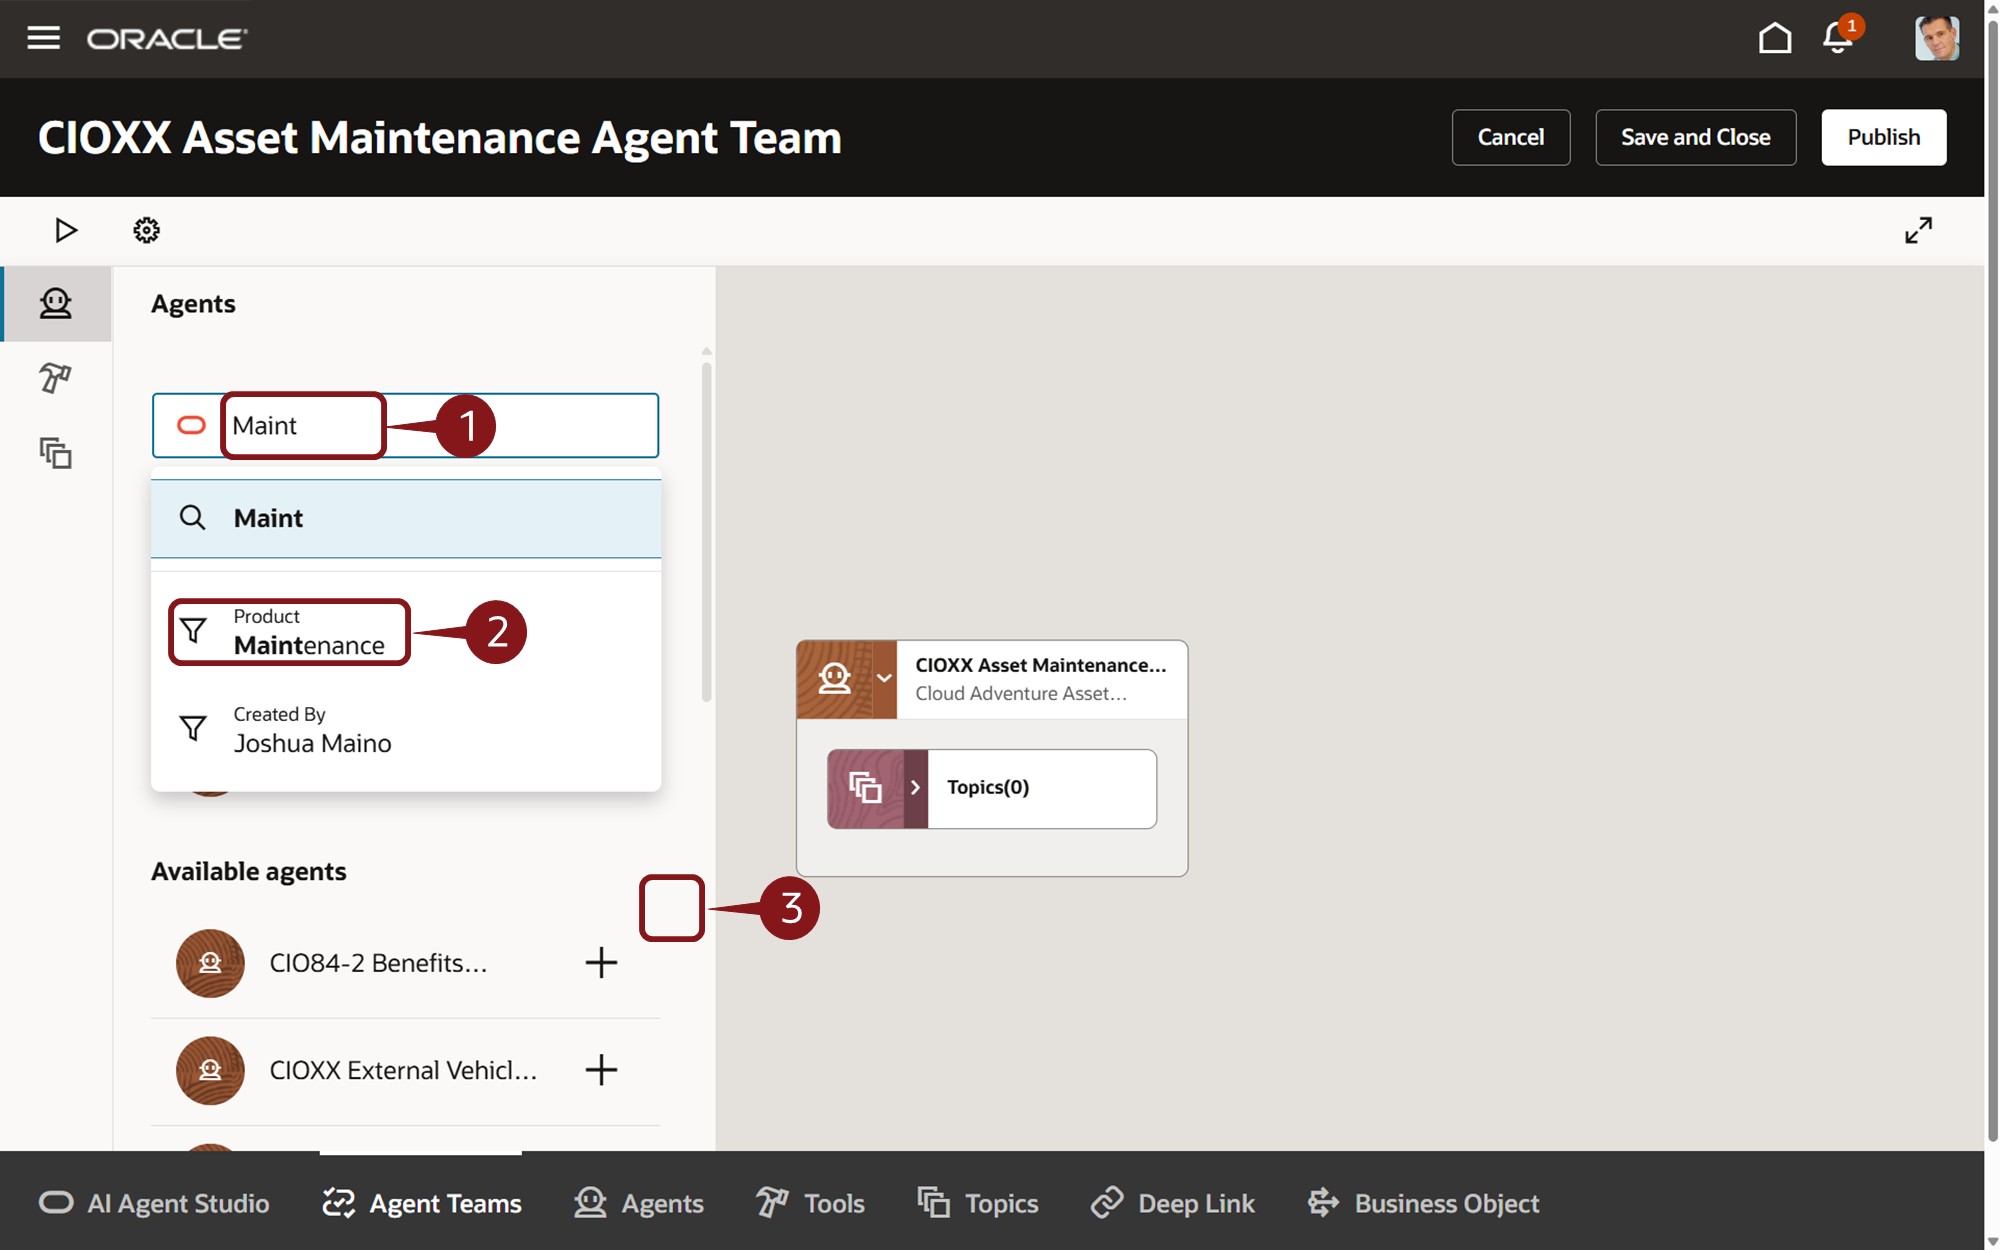 ORACLE
1
CIOXX Asset Maintenance Agent Team
Cancel
Save and Close
Publish
Agents
Maint
1
Maint
Product
Maintenance
2
Created By
Joshua Maino
CIOXX Asset Maintenance...
Cloud Adventure Asset...
Topics(0)
Available agents
3
CIO84-2 Benefits...
CIOXX External Vehicl...
AI Agent Studio
Agent Teams
Agents
Tools
Topics
Deep Link
Business Object